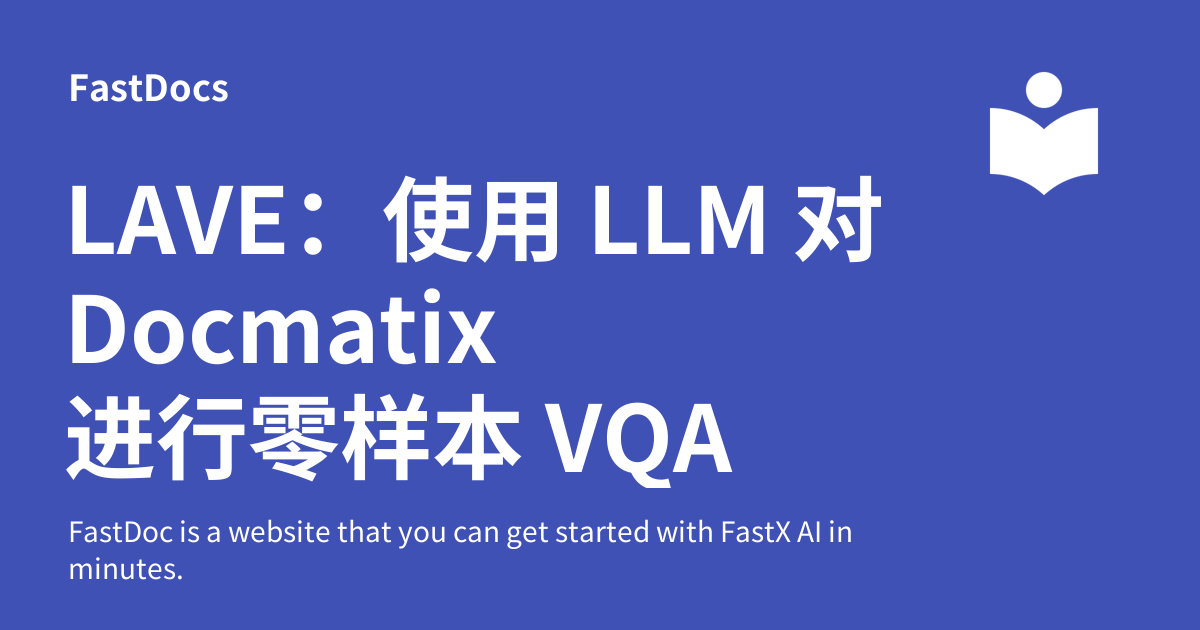 FastDocs
LAVE：使用 LLM 对
Docmatix
进行零样本 VQA
FastDoc is a website that you can get started with FastX AI in
minutes.